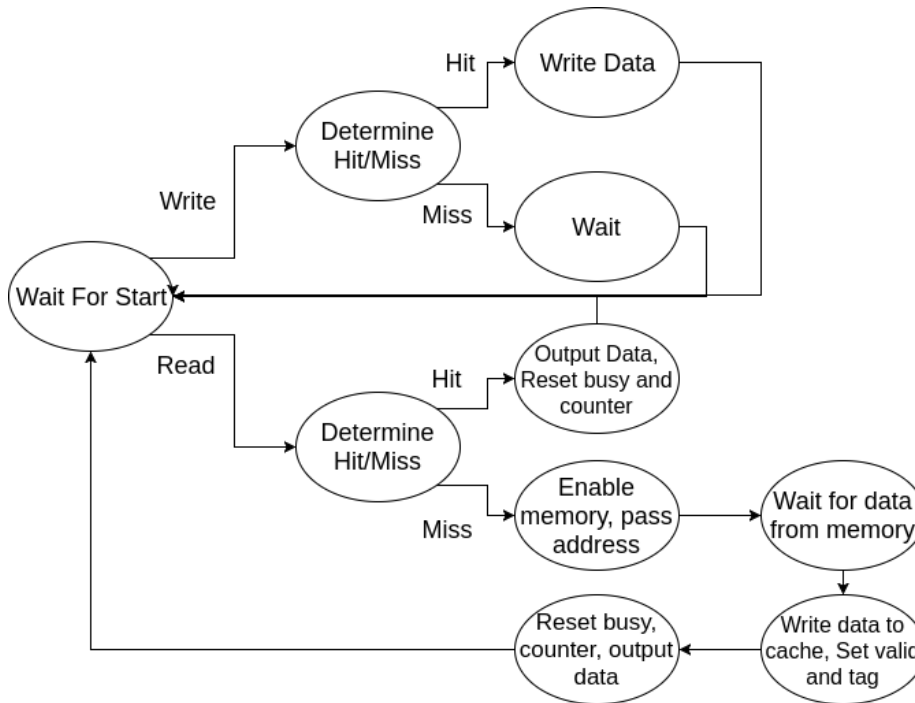 Hit
Write Data
Determine
Hit/Miss
Write
Miss
Wait
Wait For Start
Read
Hit
Output Data,
Reset busy and
counter
Determine
Hit/Miss
Miss
Enable
memory, pass
address
Wait for data
from memory
Reset busy,
counter, output
data
Write data to
cache, Set valid
and tag